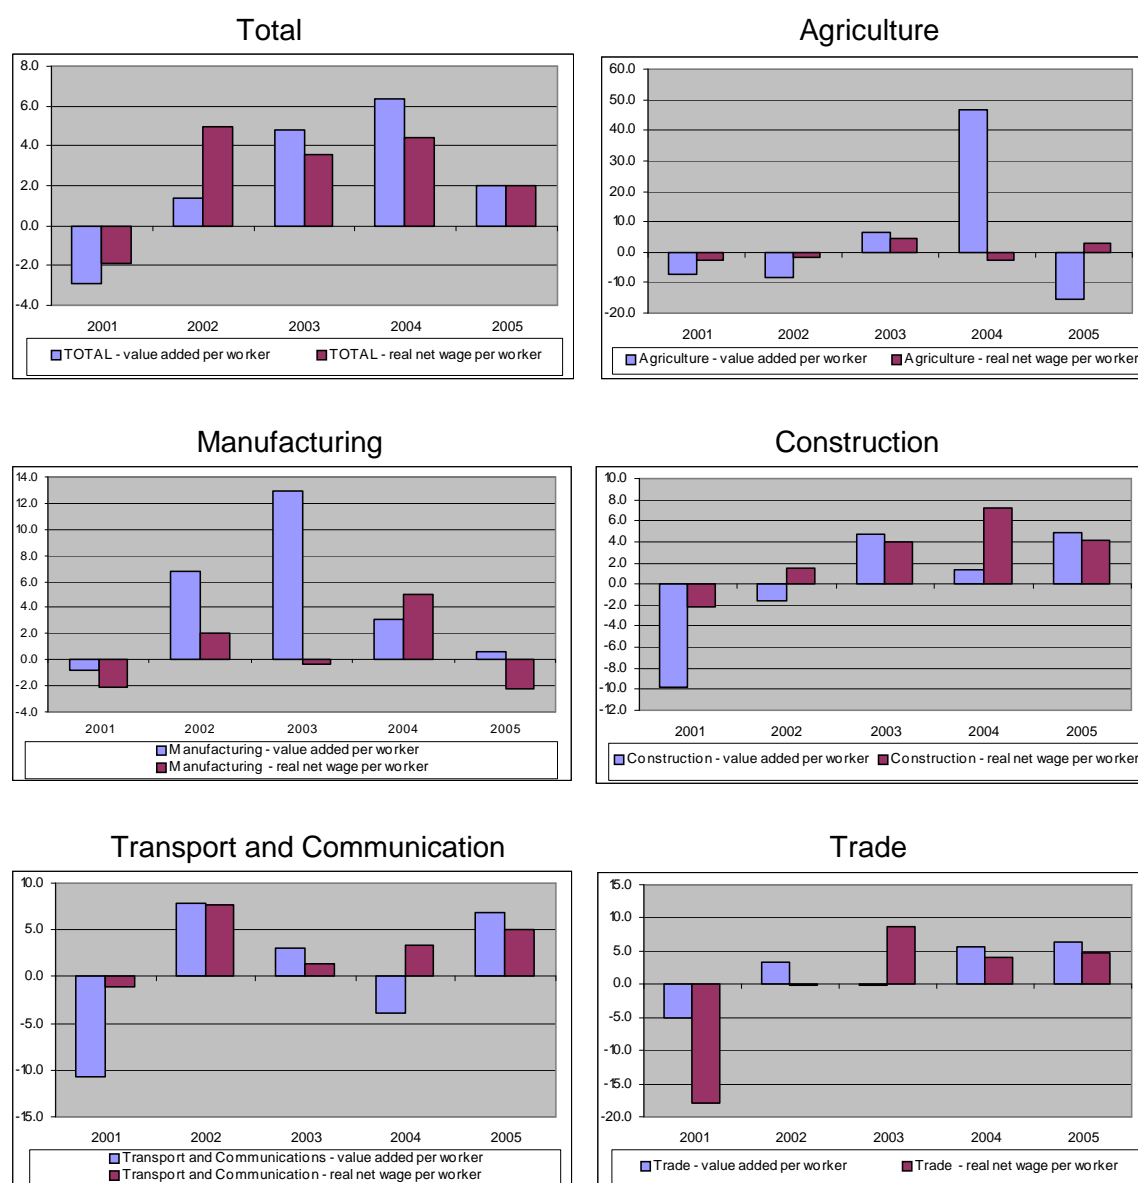 Total
8.0
6.0
4.0
2.0
0.0
-2.0
-4.0
2001 2002 2003 2004 2005
TOTAL - value added per worker TOTAL - real net wage per worker
Agriculture
60.0
50.0
40.0
30.0
20.0
10.0
0.0
-10.0
-20.0
2001 2002 2003 2004 2005
Agriculture - value added per worker Agriculture - real net wage per worker
Manufacturing
14.0
12.0
10.0
8.0
6.0
4.0
2.0
0.0
-2.0
-4.0
2001 2002 2003 2004 2005
Manufacturing - value added per worker
Manufacturing - real net wage per worker
Construction
10.0
8.0
6.0
4.0
2.0
0.0
-2.0
-4.0
-6.0
-8.0
-10.0
-12.0
2001 2002 2003 2004 2005
Construction - value added per worker Construction - real net wage per worker
Transport and Communication
10.0
5.0
0.0
-5.0
-10.0
-15.0
2001 2002 2003 2004 2005
Transport and Communications - value added per worker
Transport and Communication - real net wage per worker
Trade
15.0
10.0
5.0
0.0
-5.0
-10.0
-15.0
-20.0
2001 2002 2003 2004 2005
Trade - value added per worker Trade - real net wage per worker